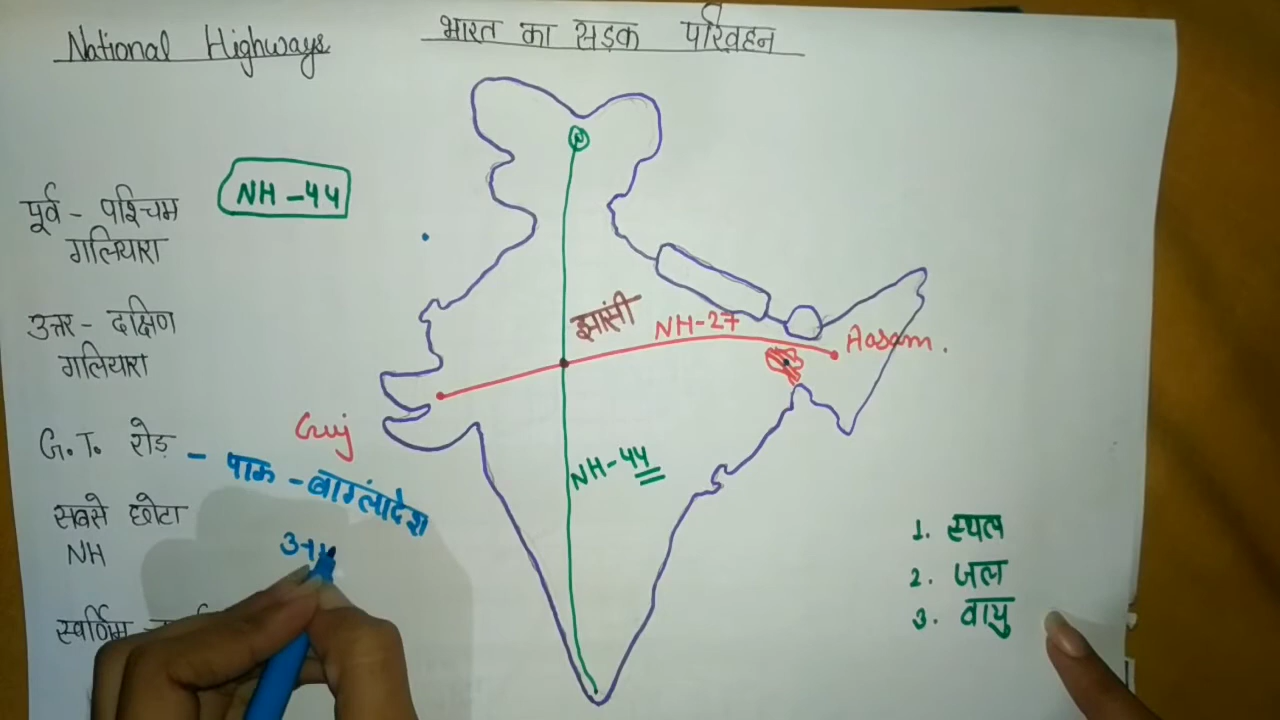 National Highways
भारत का सड़क परिवहन
NH-44
पूर्व - पश्चिम
गलियारा
उत्तर - दक्षिण
गलियारा
G.T. रोड़ - पाक - बाग्लांदेश
सबसे छोटा
NH
स्वर्णिम
झांसी
NH-27
Aasam.
Guj
NH-44
1. स्थल
2. जल
3. वायु